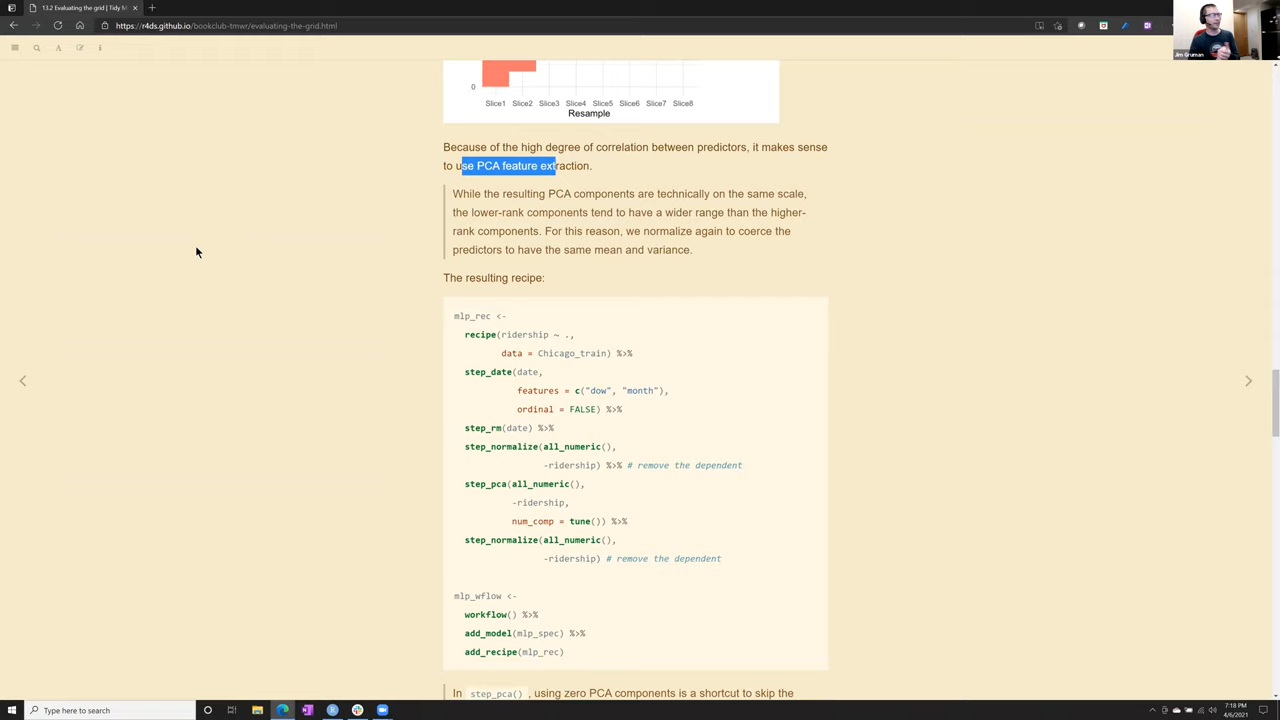 13.2 Evaluating the grid | Tidy M
https://r4ds.github.io/bookclub-tmwr/evaluating-the-grid.html
Jim Gruman
0
Slice1 Slice2 Slice3 Slice4 Slice5 Slice6 Slice7 Slice8
Resample
Because of the high degree of correlation between predictors, it makes sense
to use PCA feature extraction.
While the resulting PCA components are technically on the same scale,
the lower-rank components tend to have a wider range than the higher-
rank components. For this reason, we normalize again to coerce the
predictors to have the same mean and variance.
The resulting recipe:
mlp_rec <-
recipe(ridership ~ .,
data = Chicago_train) %>%
step_date(date,
features = c("dow", "month"),
ordinal = FALSE) %>%
step_rm(date) %>%
step_normalize(all_numeric(),
-ridership) %>% # remove the dependent
step_pca(all_numeric(),
-ridership,
num_comp = tune()) %>%
step_normalize(all_numeric(),
-ridership) # remove the dependent
mlp_wflow <-
workflow() %>%
add_model(mlp_spec) %>%
add_recipe(mlp_rec)
In step_pca() , using zero PCA components is a shortcut to skip the
Type here to search
7:18 PM
4/6/2021